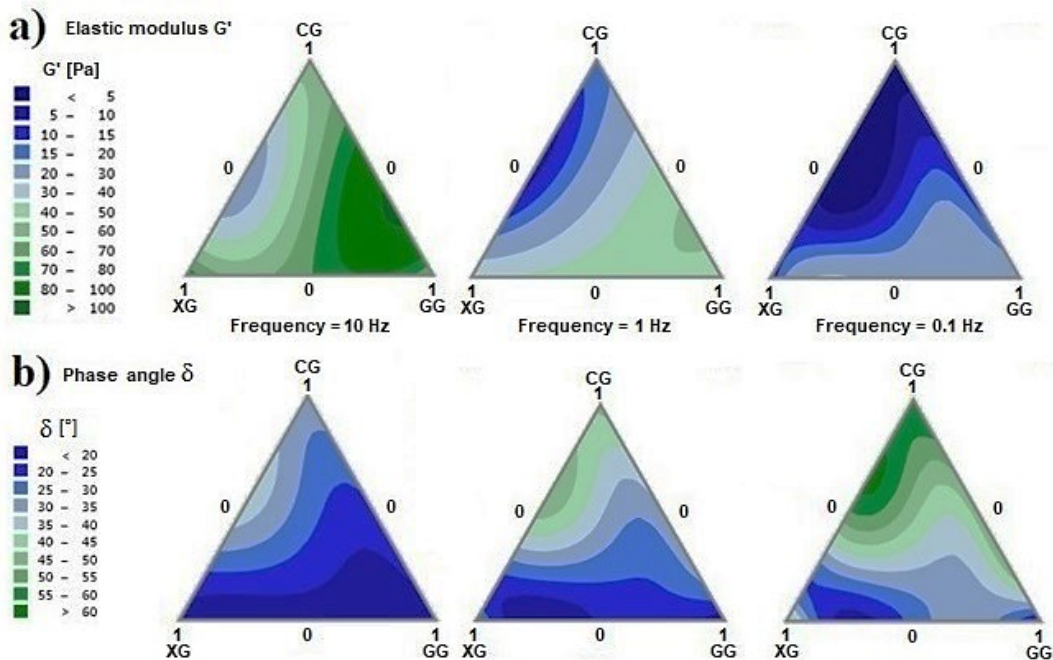 a) Elastic modulus G'
G' [Pa]
< 5
5 – 10
10 – 15
15 – 20
20 – 30
30 – 40
40 – 50
50 – 60
60 – 70
70 – 80
80 – 100
> 100
CG
1
0
0
1
XG
0
1
GG
Frequency = 10 Hz
CG
1
0
0
1
XG
0
1
GG
Frequency = 1 Hz
CG
1
0
0
1
XG
0
1
GG
Frequency = 0.1 Hz
b) Phase angle δ
δ [°]
< 20
20 – 25
25 – 30
30 – 35
35 – 40
40 – 45
45 – 50
50 – 55
55 – 60
> 60
CG
1
0
0
1
XG
0
1
GG
CG
1
0
0
1
XG
0
1
GG
CG
1
0
0
1
XG
0
1
GG